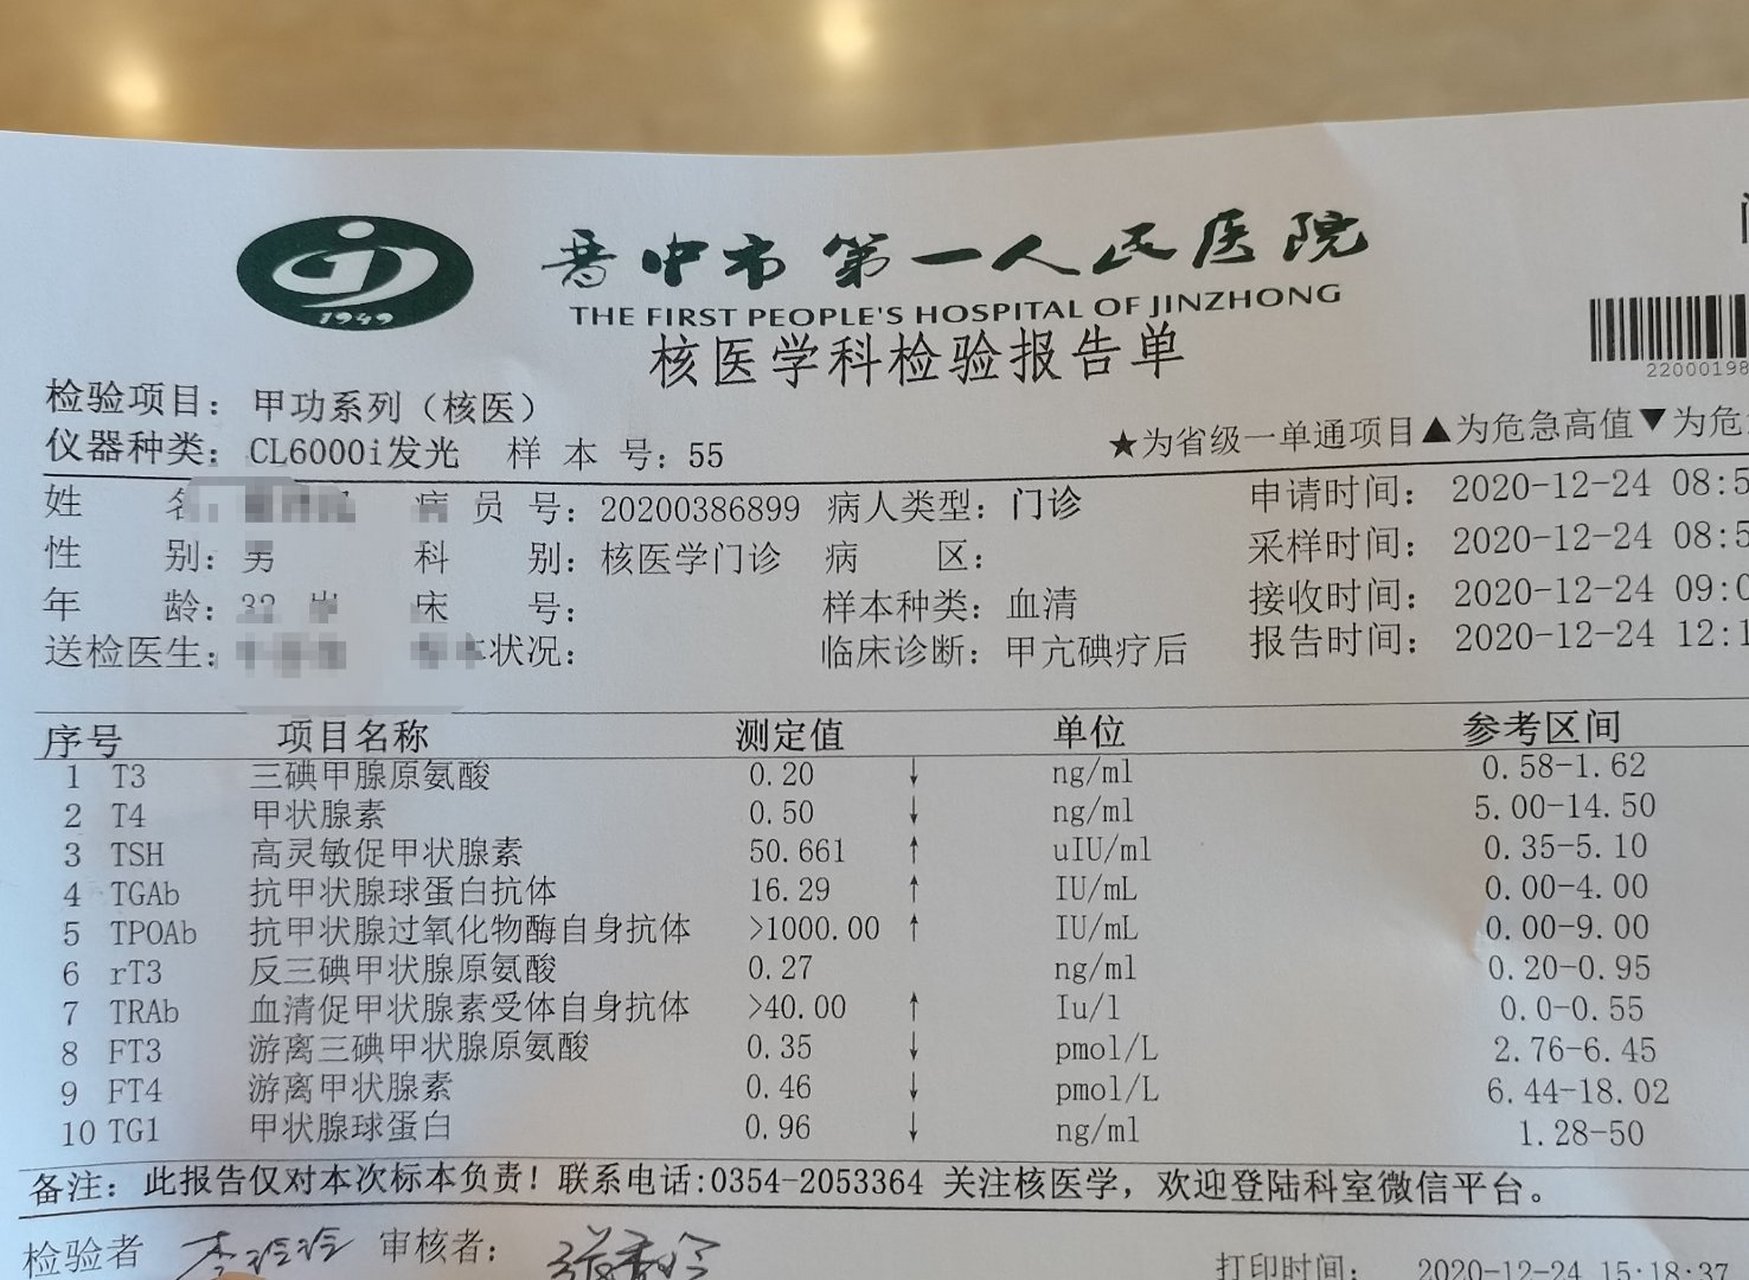 1949
晋中市第一人民医院
THE FIRST PEOPLE'S HOSPITAL OF JINZHONG
核医学科检验报告单
22000198
检验项目：甲功系列（核医）
仪器种类：CL6000i发光 样本号：55
★为省级一单通项目▲为危急高值▼为危
姓名 病员号：20200386899 病人类型：门诊 申请时间：2020-12-24 08:5
性别：男 科别：核医学门诊 病区： 采样时间：2020-12-24 08:5
年龄：32 岁 床号： 样本种类：血清 接收时间：2020-12-24 09:0
送检医生： 本状况： 临床诊断：甲亢碘疗后 报告时间：2020-12-24 12:1
序号 项目名称 测定值 单位 参考区间
1 T3 三碘甲腺原氨酸 0.20 ↓ ng/ml 0.58-1.62
2 T4 甲状腺素 0.50 ↓ ng/ml 5.00-14.50
3 TSH 高灵敏促甲状腺素 50.661 ↑ uIU/ml 0.35-5.10
4 TGAb 抗甲状腺球蛋白抗体 16.29 ↑ IU/mL 0.00-4.00
5 TPOAb 抗甲状腺过氧化物酶自身抗体 >1000.00 ↑ IU/mL 0.00-9.00
6 rT3 反三碘甲状腺原氨酸 0.27 ng/ml 0.20-0.95
7 TRAb 血清促甲状腺素受体自身抗体 >40.00 ↑ Iu/l 0.0-0.55
8 FT3 游离三碘甲状腺原氨酸 0.35 ↓ pmol/L 2.76-6.45
9 FT4 游离甲状腺素 0.46 ↓ pmol/L 6.44-18.02
10 TG1 甲状腺球蛋白 0.96 ↓ ng/ml 1.28-50
备注：此报告仅对本次标本负责！联系电话:0354-2053364 关注核医学，欢迎登陆科室微信平台。
检验者 李玲玲 审核者： 打印时间：2020-12-24 15:18:37